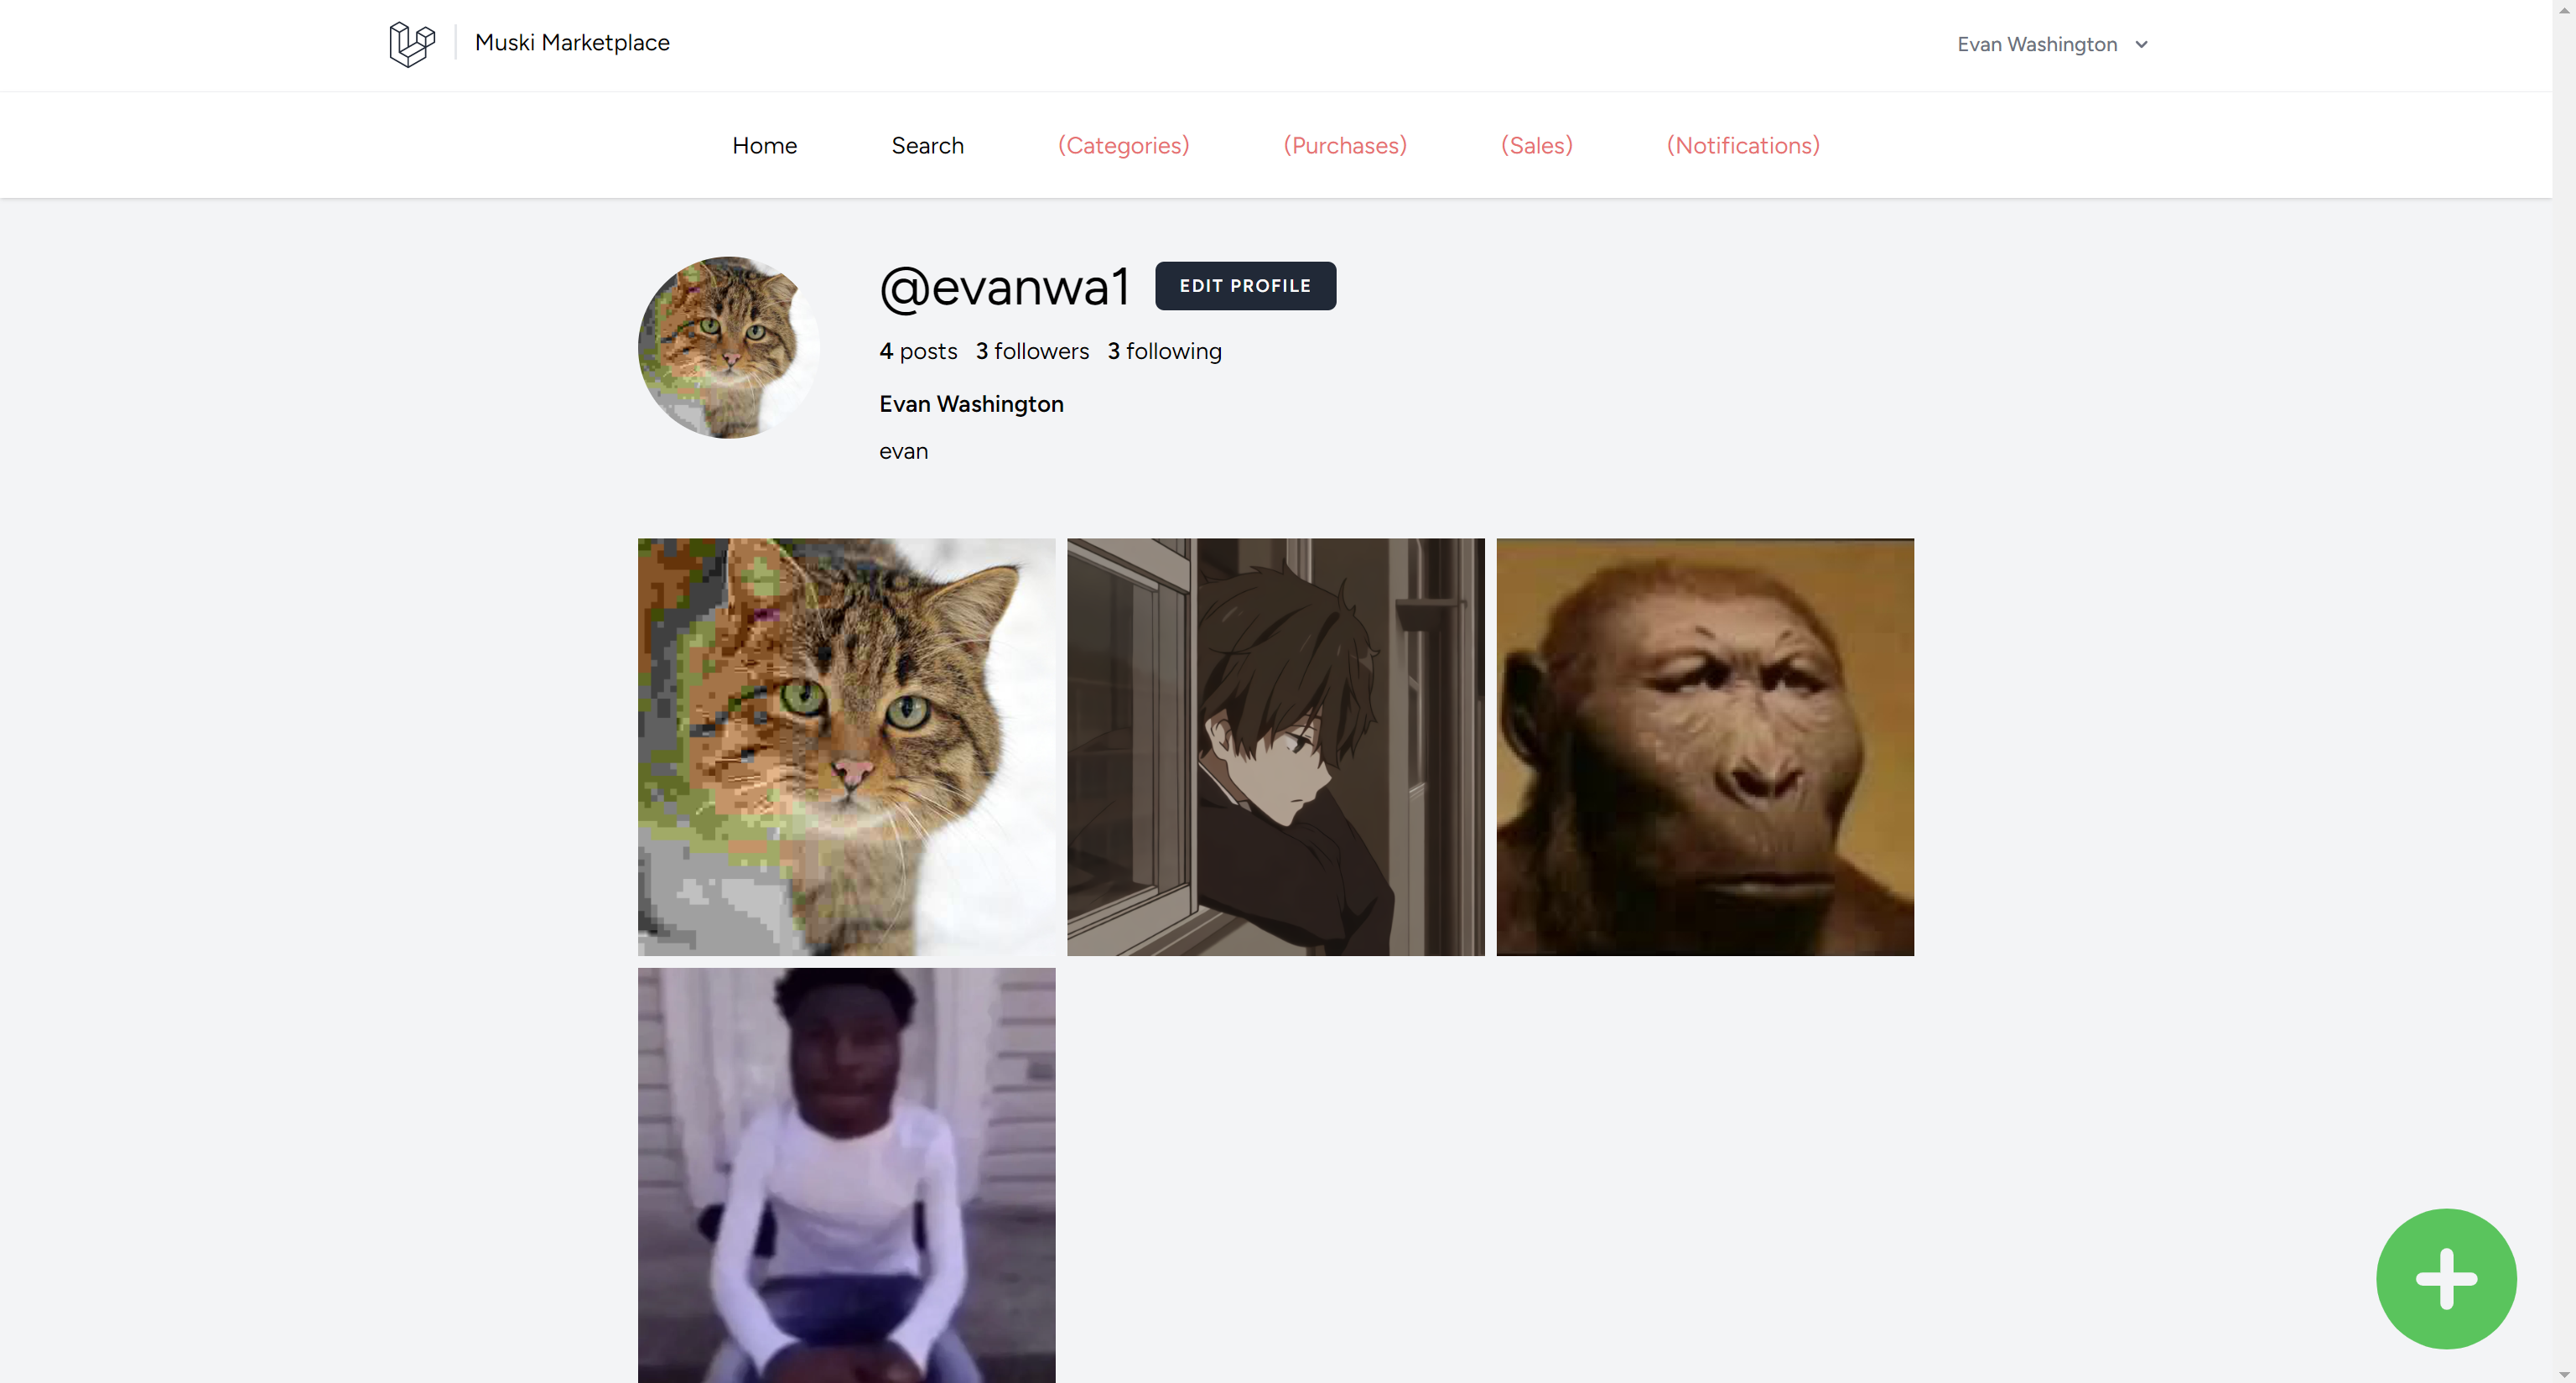 Muski Marketplace
Evan Washington
Home Search (Categories) (Purchases) (Sales) (Notifications)
@evanwa1 EDIT PROFILE
4 posts 3 followers 3 following
Evan Washington
evan